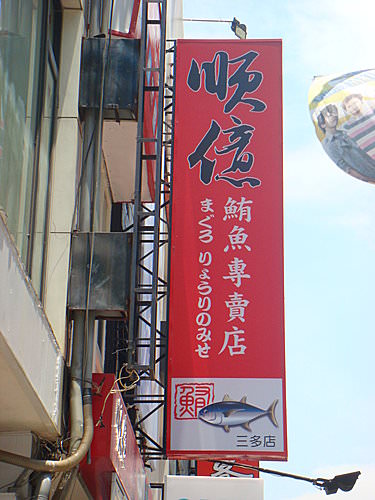 順億
鮪魚專賣店
まぐろ りょうりのみせ
三多店